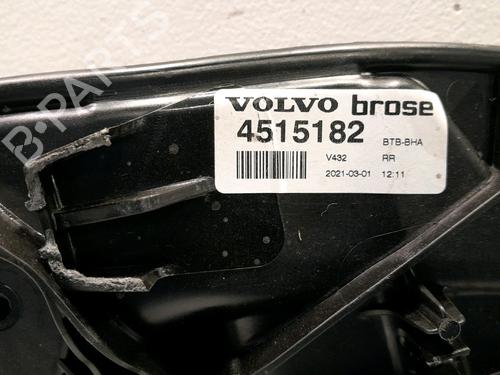 VOLVO brose
4515182 BTB-BHA
V432 RR
2021-03-01 12:11
B-PARTS